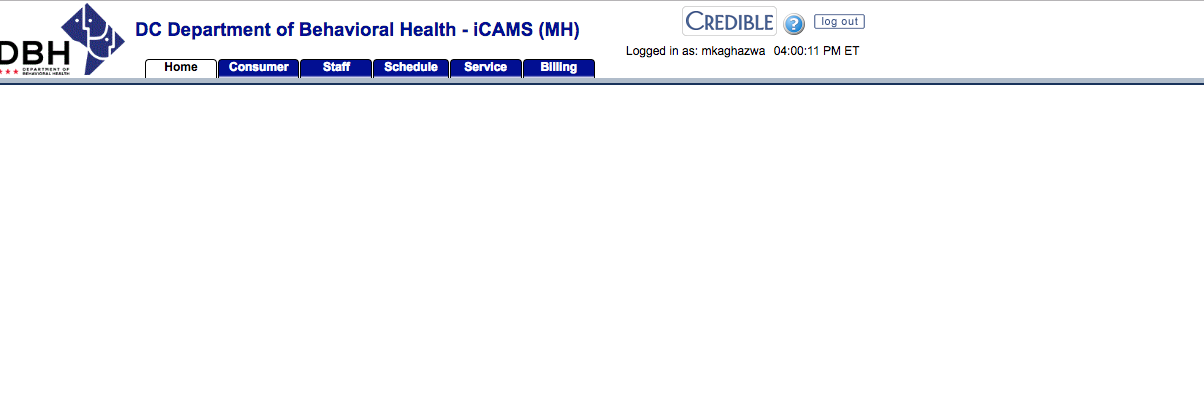 DBH
DEPARTMENT OF
BEHAVIORAL HEALTH
DC Department of Behavioral Health - iCAMS (MH)
CREDIBLE ? log out
Logged in as: mkaghazwa 04:00:11 PM ET
Home Consumer Staff Schedule Service Billing